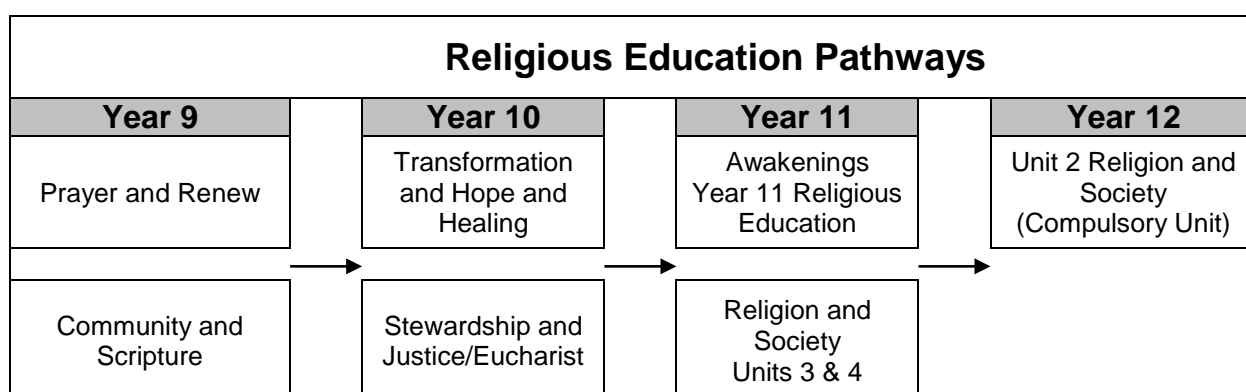 Religious Education Pathways
Year 9
Year 10
Year 11
Year 12
Prayer and Renew
Transformation
and Hope and
Healing
Awakenings
Year 11 Religious
Education
Unit 2 Religion and
Society
(Compulsory Unit)
Community and
Scripture
Stewardship and
Justice/Eucharist
Religion and
Society
Units 3 & 4